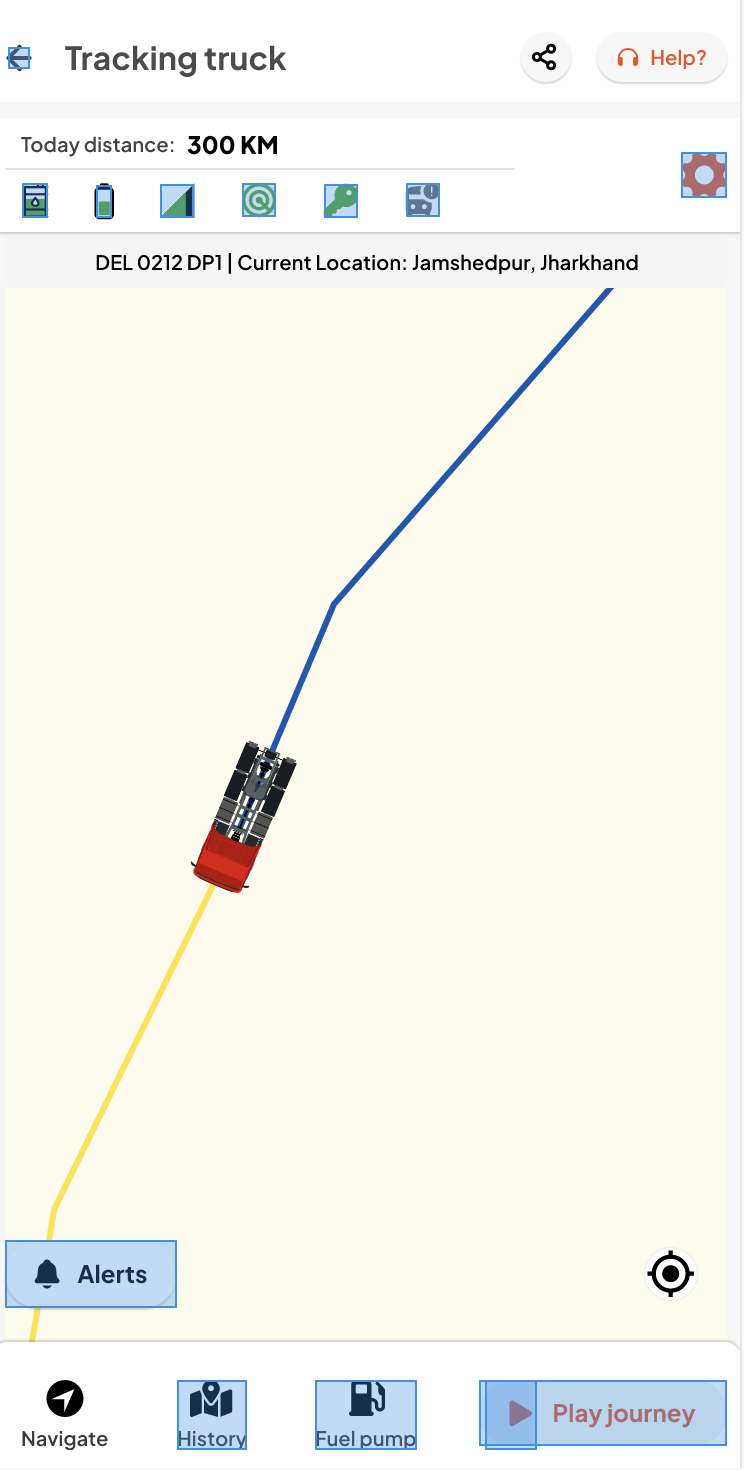 Tracking truck
Help?
Today distance: 300 KM
DEL 0212 DP1 | Current Location: Jamshedpur, Jharkhand
Alerts
Navigate
History
Fuel pump
Play journey